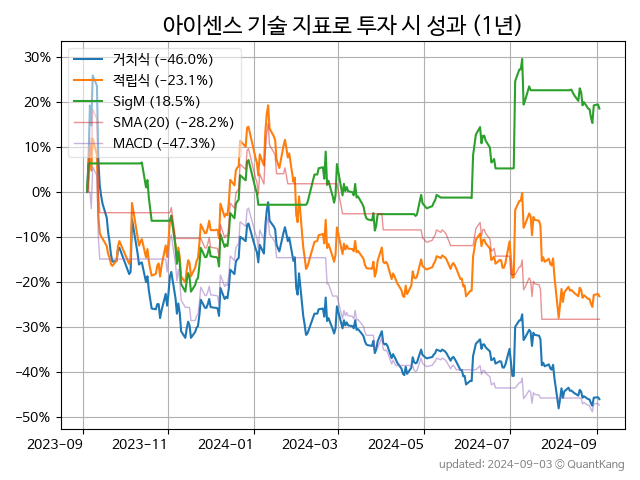 아이센스 기술 지표로 투자 시 성과 (1년)
거치식 (−46.0%)
적립식 (−23.1%)
SigM (18.5%)
SMA(20) (−28.2%)
MACD (−47.3%)
30%
20%
10%
0%
−10%
−20%
−30%
−40%
−50%
2023-09 2023-11 2024-01 2024-03 2024-05 2024-07 2024-09
updated: 2024-09-03 ⓒ QuantKang